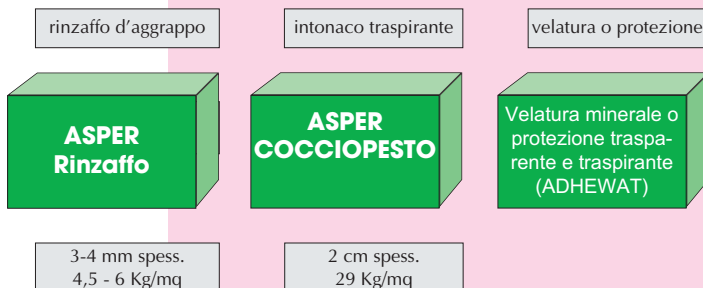 rinzaffo d’aggrappo
intonaco traspirante
velatura o protezione
ASPER
Rinzaffo
ASPER
COCCIOPESTO
Velatura minerale o
protezione traspa-
rente e traspirante
(ADHEWAT)
3-4 mm spess.
4,5 - 6 Kg/mq
2 cm spess.
29 Kg/mq